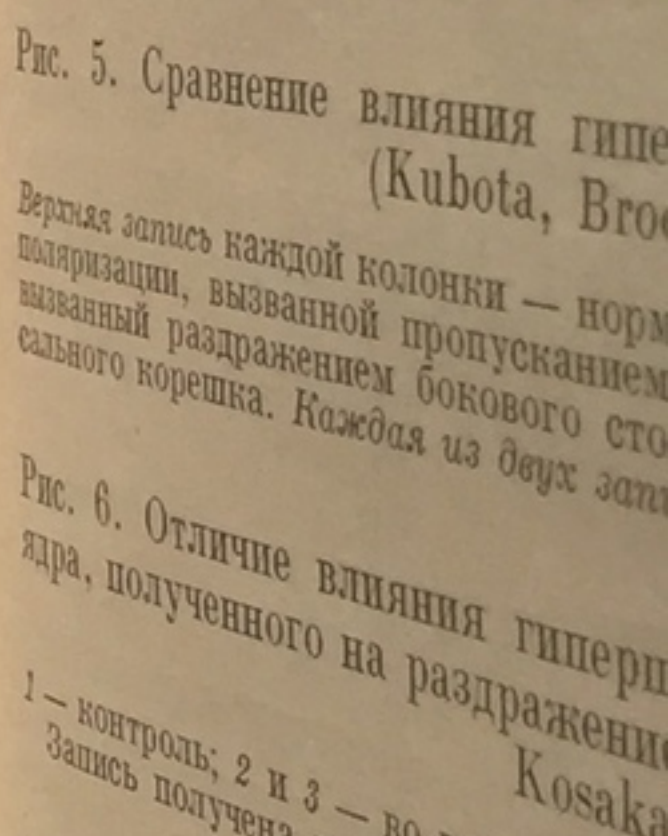 Рис. 5. Сравнение влияния гипе
(Kubota, Bro
Верхняя запись каждой колонки — норм
поляризации, вызванной пропусканием
вызванный раздражением бокового сто
сального корешка. Каждая из двух запи
Рис. 6. Отличие влияния гиперп
ядра, полученного на раздражени
Kosaka
1 — контроль; 2 и 3 — во
Запись получена